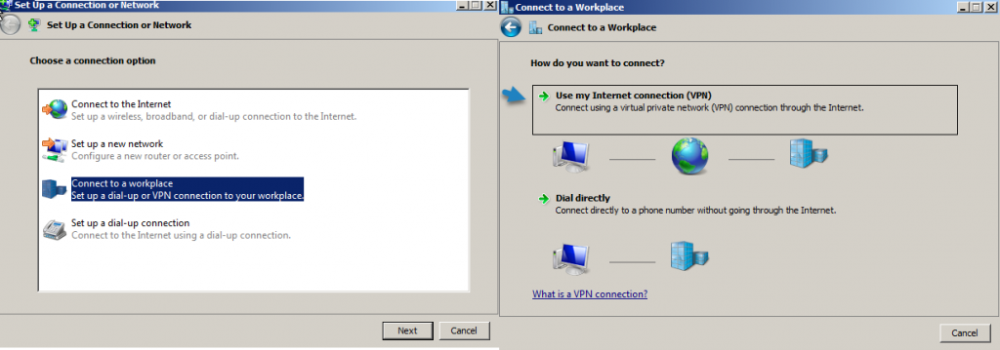 Set Up a Connection or Network
Set Up a Connection or Network
Choose a connection option
Connect to the Internet
Set up a wireless, broadband, or dial-up connection to the Internet.
Set up a new network
Configure a new router or access point.
Connect to a workplace
Set up a dial-up or VPN connection to your workplace.
Set up a dial-up connection
Connect to the Internet using a dial-up connection.
Next
Cancel
Connect to a Workplace
Connect to a Workplace
How do you want to connect?
Use my Internet connection (VPN)
Connect using a virtual private network (VPN) connection through the Internet.
Dial directly
Connect directly to a phone number without going through the Internet.
What is a VPN connection?
Cancel